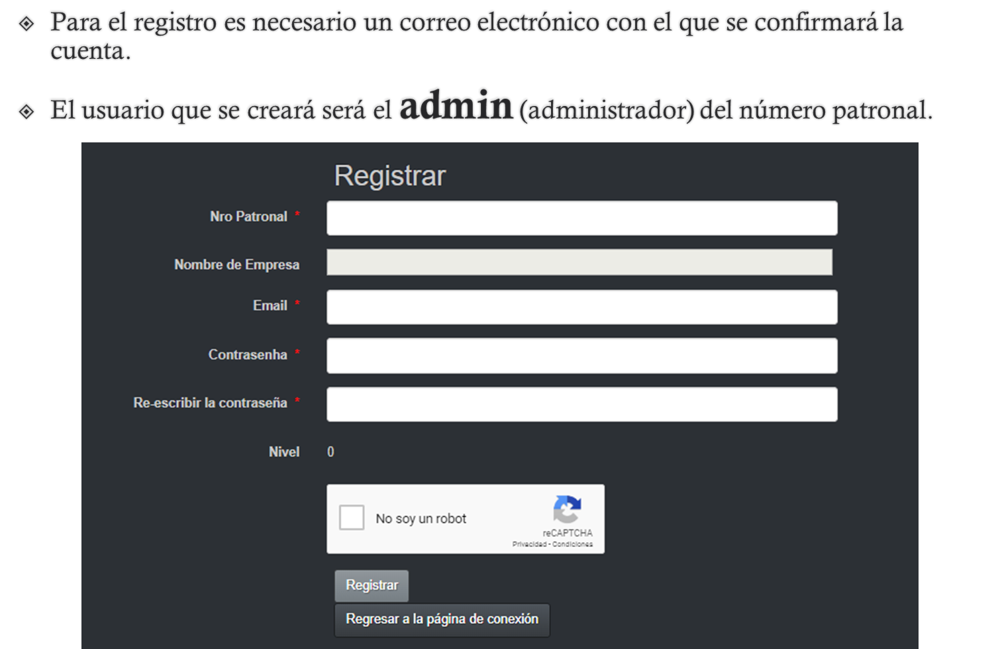 Para el registro es necesario un correo electrónico con el que se confirmará la
cuenta.
El usuario que se creará será el admin (administrador) del número patronal.
Registrar
Nro Patronal *
Nombre de Empresa
Email *
Contrasenha *
Re-escribir la contraseña *
Nivel 0
No soy un robot
reCAPTCHA
Privacidad - Condiciones
Registrar
Regresar a la página de conexión